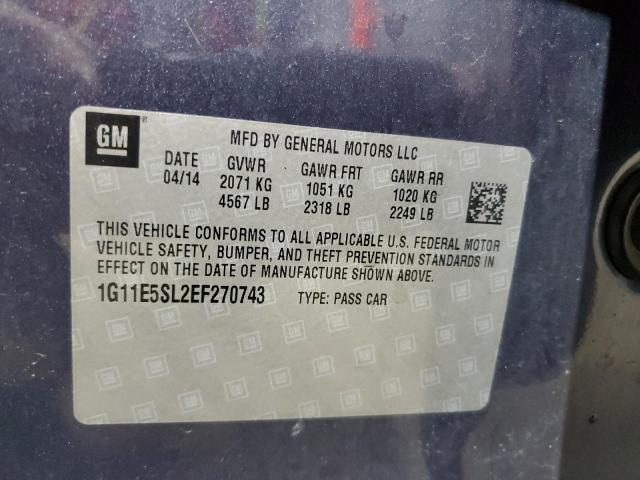 GM
MFD BY GENERAL MOTORS LLC
DATE GVWR GAWR FRT GAWR RR
04/14 2071 KG 1051 KG 1020 KG
4567 LB 2318 LB 2249 LB
THIS VEHICLE CONFORMS TO ALL APPLICABLE U.S. FEDERAL MOTOR
VEHICLE SAFETY, BUMPER, AND THEFT PREVENTION STANDARDS IN
EFFECT ON THE DATE OF MANUFACTURE SHOWN ABOVE.
1G11E5SL2EF270743 TYPE: PASS CAR